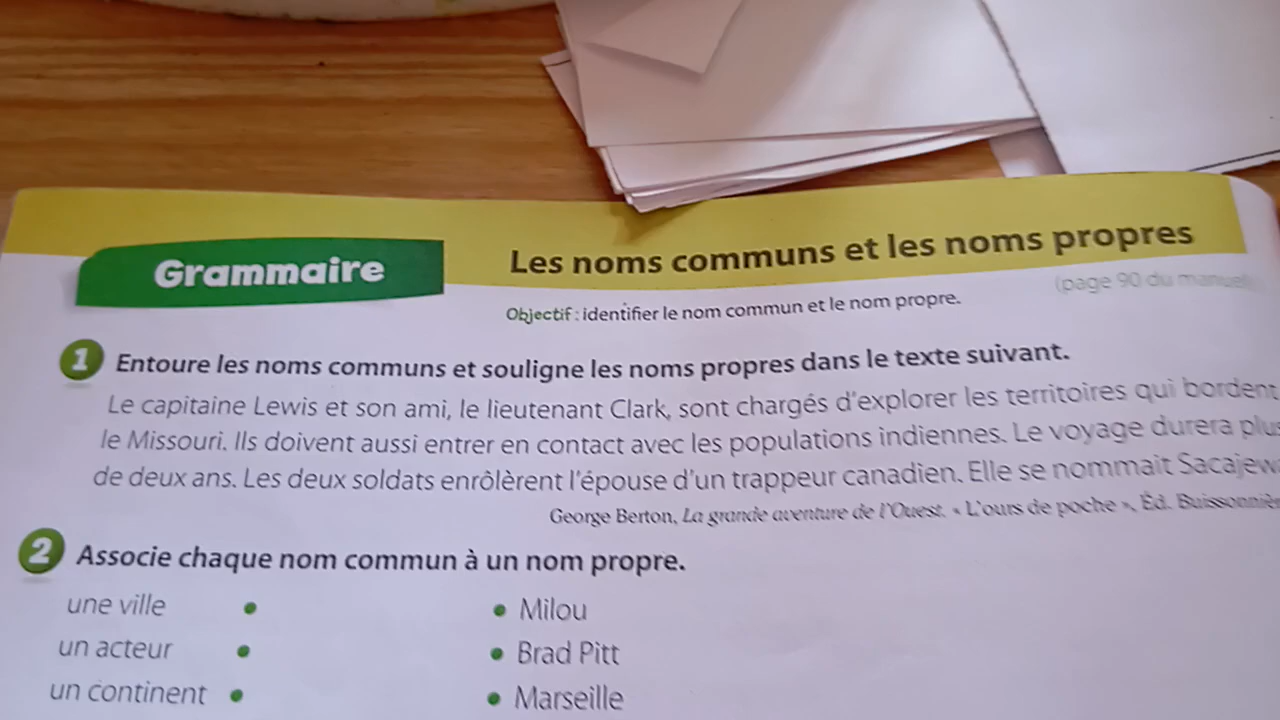 Grammaire
Les noms communs et les noms propres
(page 90 du manuel)
Objectif : identifier le nom commun et le nom propre.
1 Entoure les noms communs et souligne les noms propres dans le texte suivant.
Le capitaine Lewis et son ami, le lieutenant Clark, sont chargés d'explorer les territoires qui bordent
le Missouri. Ils doivent aussi entrer en contact avec les populations indiennes. Le voyage durera plus
de deux ans. Les deux soldats enrôlèrent l'épouse d'un trappeur canadien. Elle se nommait
George Berton, La grande aventure de l'Ouest. « L'ours de poche », Éd.
2 Associe chaque nom commun à un nom propre.
une ville • • Milou
un acteur • • Brad Pitt
un continent • • Marseille